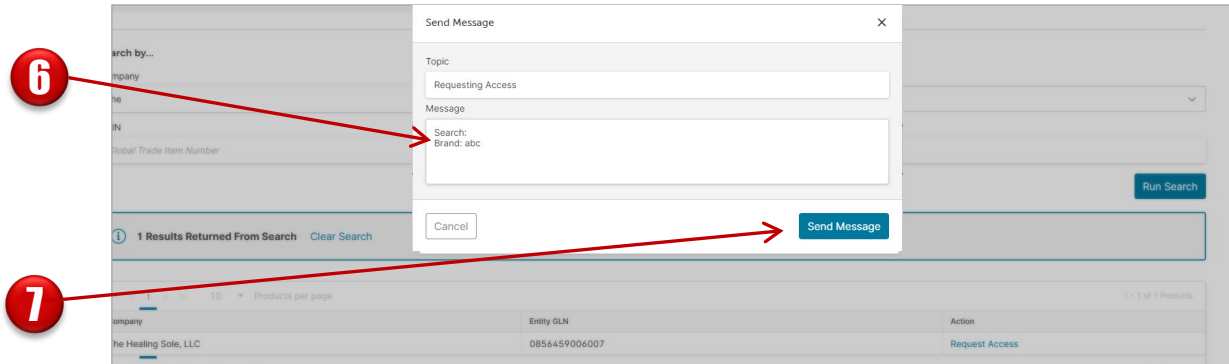 Send Message
6
arch by...
mpany
he
IN
Global Trade Item Number
Topic
Requesting Access
Message
Search:
Brand: abc
Run Search
Cancel
Send Message
1 Results Returned From Search Clear Search
7
1 10 Products per page 1 - 1 of 1 Products
ompany Entity GLN Action
he Healing Sole, LLC 0856459006007 Request Access